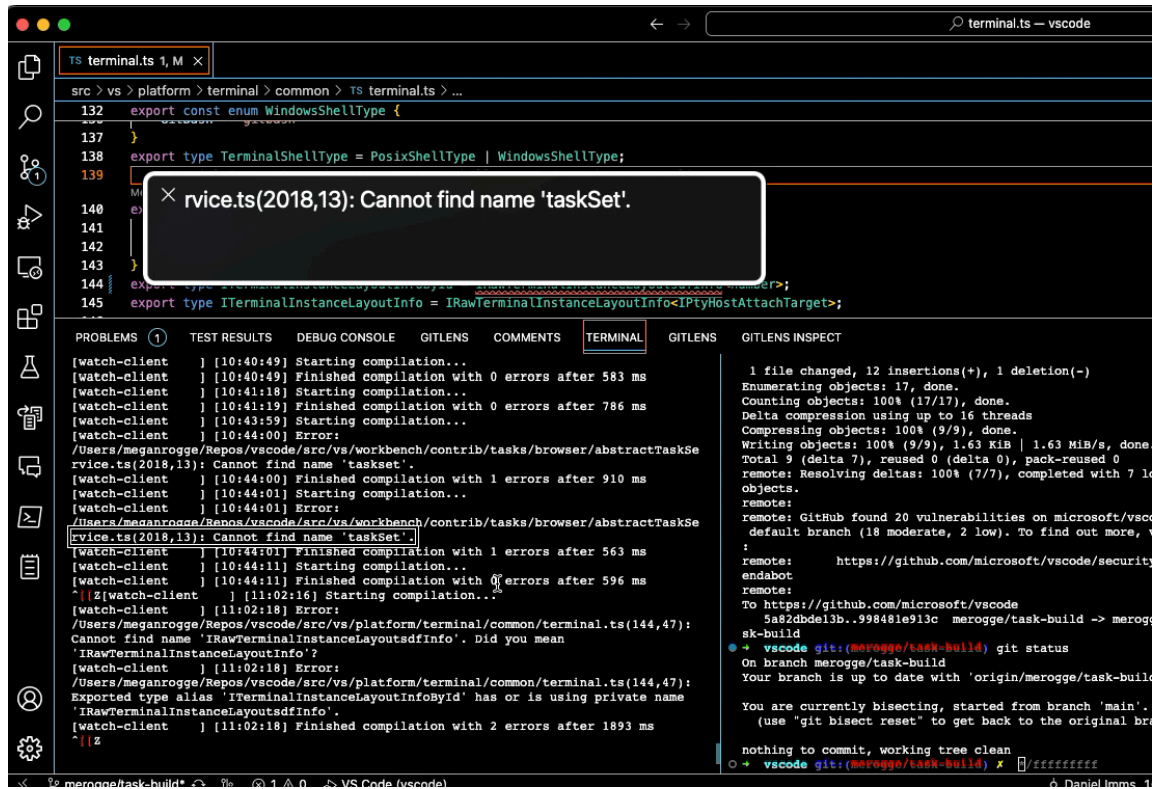 terminal.ts — vscode
TS terminal.ts 1, M
src > vs > platform > terminal > common > TS terminal.ts > ...
132 export const enum WindowsShellType {
137 }
138 export type TerminalShellType = PosixShellType | WindowsShellType;
139
rvice.ts(2018,13): Cannot find name 'taskSet'.
140
141
142
143 }
144
145 export type ITerminalInstanceLayoutInfo = IRawTerminalInstanceLayoutInfo<IPtyHostAttachTarget>;
PROBLEMS 1 TEST RESULTS DEBUG CONSOLE GITLENS COMMENTS TERMINAL GITLENS GITLENS INSPECT
[watch-client ] [10:40:49] Starting compilation...
[watch-client ] [10:40:49] Finished compilation with 0 errors after 583 ms
[watch-client ] [10:41:18] Starting compilation...
[watch-client ] [10:41:19] Finished compilation with 0 errors after 786 ms
[watch-client ] [10:43:59] Starting compilation...
[watch-client ] [10:44:00] Error:
/Users/meganrogge/Repos/vscode/src/vs/workbench/contrib/tasks/browser/abstractTaskSe
rvice.ts(2018,13): Cannot find name 'taskset'.
[watch-client ] [10:44:00] Finished compilation with 1 errors after 910 ms
[watch-client ] [10:44:01] Starting compilation...
[watch-client ] [10:44:01] Error:
/Users/meganrogge/Repos/vscode/src/vs/workbench/contrib/tasks/browser/abstractTaskSe
rvice.ts(2018,13): Cannot find name 'taskSet'.
[watch-client ] [10:44:01] Finished compilation with 1 errors after 563 ms
[watch-client ] [10:44:11] Starting compilation...
[watch-client ] [10:44:11] Finished compilation with 0 errors after 596 ms
^[[Z[watch-client ] [11:02:16] Starting compilation...
[watch-client ] [11:02:18] Error:
/Users/meganrogge/Repos/vscode/src/vs/platform/terminal/common/terminal.ts(144,47):
Cannot find name 'IRawTerminalInstanceLayoutsdfInfo'. Did you mean
'IRawTerminalInstanceLayoutInfo'?
[watch-client ] [11:02:18] Error:
/Users/meganrogge/Repos/vscode/src/vs/platform/terminal/common/terminal.ts(144,47):
Exported type alias 'ITerminalInstanceLayoutInfoById' has or is using private name
'IRawTerminalInstanceLayoutsdfInfo'.
[watch-client ] [11:02:18] Finished compilation with 2 errors after 1893 ms
^[[Z
1 file changed, 12 insertions(+), 1 deletion(-)
Enumerating objects: 17, done.
Counting objects: 100% (17/17), done.
Delta compression using up to 16 threads
Compressing objects: 100% (9/9), done.
Writing objects: 100% (9/9), 1.63 KiB | 1.63 MiB/s, done.
Total 9 (delta 7), reused 0 (delta 0), pack-reused 0
remote: Resolving deltas: 100% (7/7), completed with 7
objects.
remote:
remote: GitHub found 20 vulnerabilities on
default branch (18 moderate, 2 low). To find out more,
:
remote: https://github.com/microsoft/vscode/security
endabot
remote:
To https://github.com/microsoft/vscode
5a82dbde13b..998481e913c merogge/task-build ->
sk-build
→ vscode git:(merogge/task-build) git status
On branch merogge/task-build
Your branch is up to date with 'origin/merogge/task-build
You are currently bisecting, started from branch 'main'.
(use "git bisect reset" to get back to the original
nothing to commit, working tree clean
→ vscode git:(merogge/task-build) ✗ /fffffffff
merogge/task-build* 1 0 VS Code (vscode) Daniel Imms,